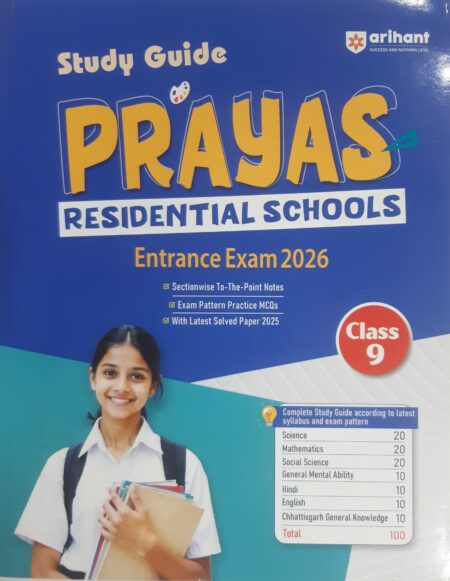 arihant
SUCCESS AND NOTHING LESS
Study Guide
PRAYAS
RESIDENTIAL SCHOOLS
Entrance Exam 2026
Sectionwise To-The-Point Notes
Exam Pattern Practice MCQs
With Latest Solved Paper 2025
Class
9
Complete Study Guide according to latest
syllabus and exam pattern
Science 20
Mathematics 20
Social Science 20
General Mental Ability 10
Hindi 10
English 10
Chhattisgarh General Knowledge 10
Total 100